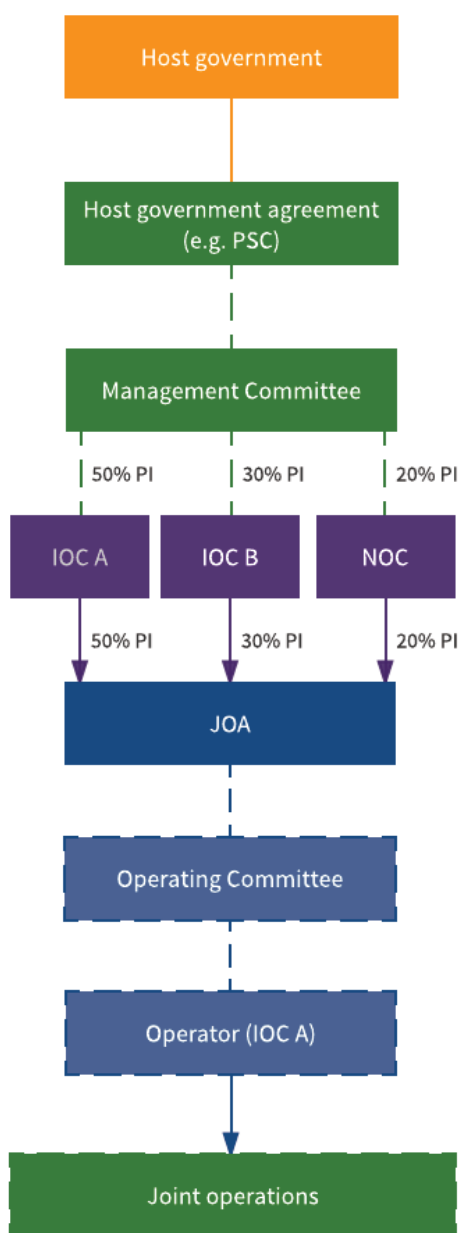 Host government
Host government agreement
(e.g. PSC)
Management Committee
50% PI 30% PI 20% PI
IOC A IOC B NOC
50% PI 30% PI 20% PI
JOA
Operating Committee
Operator (IOC A)
Joint operations